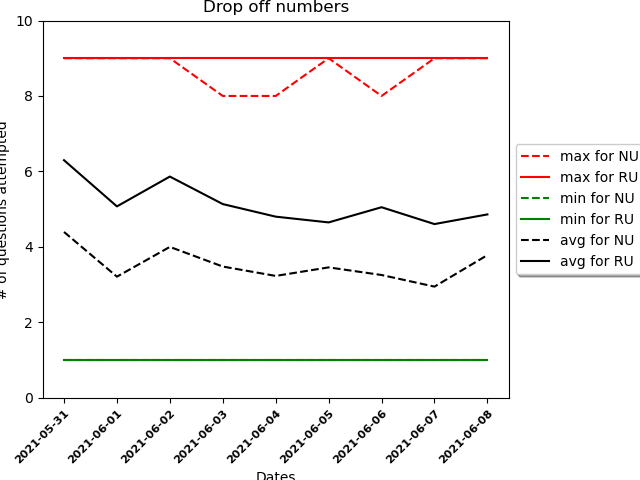 Drop off numbers
# of questions attempted
10
8
6
4
2
0
2021-05-31
2021-06-01
2021-06-02
2021-06-03
2021-06-04
2021-06-05
2021-06-06
2021-06-07
2021-06-08
Dates
max for NU
max for RU
min for NU
min for RU
avg for NU
avg for RU